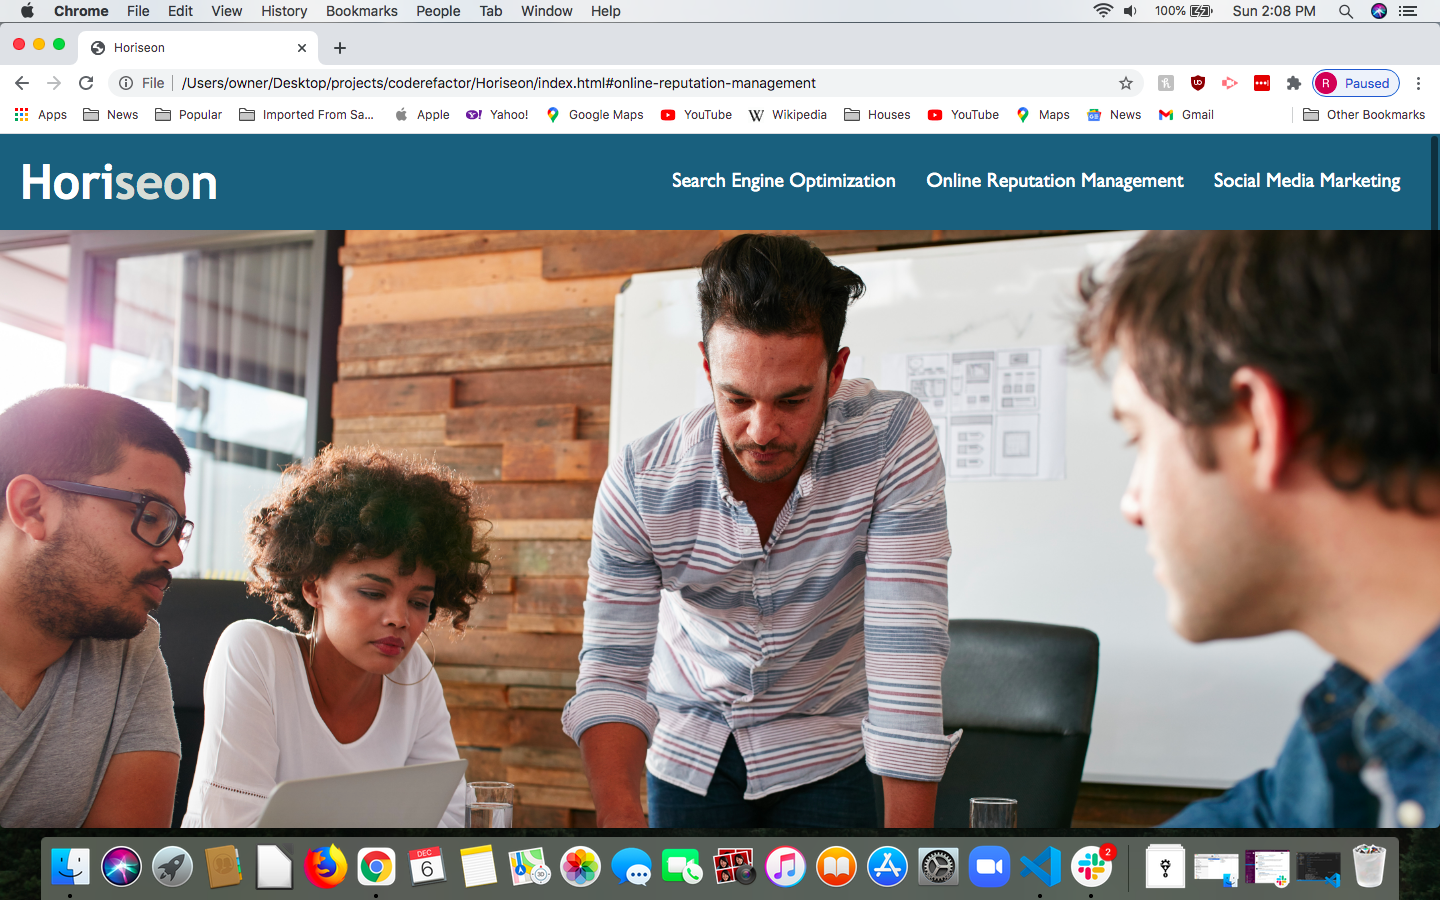 Chrome File Edit View History Bookmarks People Tab Window Help 100% Sun 2:08 PM
Horiseon
File /Users/owner/Desktop/projects/coderefactor/Horiseon/index.html#online-reputation-management R Paused
Apps News Popular Imported From Sa... Apple Yahoo! Google Maps YouTube Wikipedia Houses YouTube Maps News Gmail Other Bookmarks
Horiseon Search Engine Optimization Online Reputation Management Social Media Marketing
DEC
6
3D
2